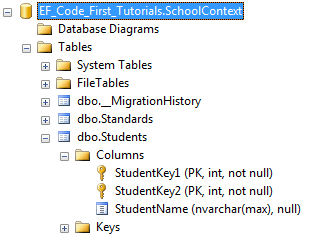 EF_Code_First_Tutorials.SchoolContext
Database Diagrams
Tables
System Tables
FileTables
dbo.__MigrationHistory
dbo.Standards
dbo.Students
Columns
StudentKey1 (PK, int, not null)
StudentKey2 (PK, int, not null)
StudentName (nvarchar(max), null)
Keys